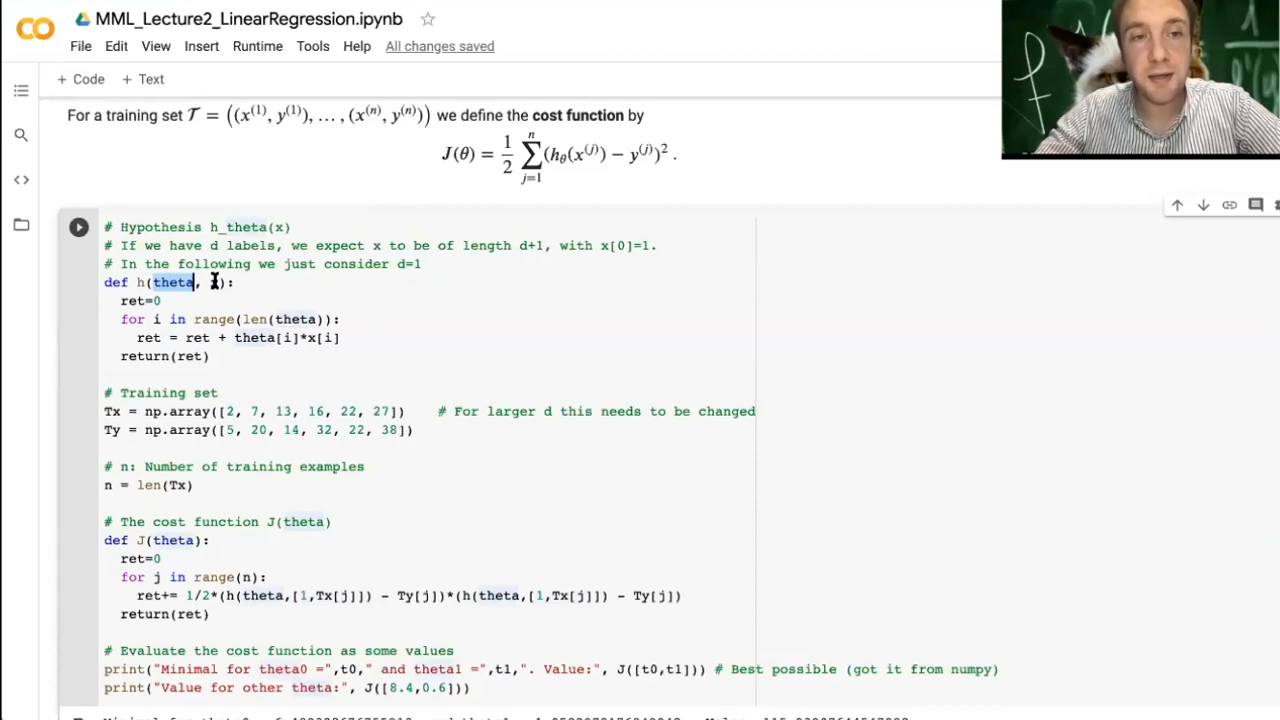 MML_Lecture2_LinearRegression.ipynb
File Edit View Insert Runtime Tools Help All changes saved
+ Code + Text
For a training set T = ((x^(1), y^(1)), . . . , (x^(n), y^(n))) we define the cost function by
J(θ) = 1/2 ∑_{j=1}^{n} (h_θ(x^(j)) − y^(j))^2 .
# Hypothesis h_theta(x)
# If we have d labels, we expect x to be of length d+1, with x[0]=1.
# In the following we just consider d=1
def h(theta, ):
ret=0
for i in range(len(theta)):
ret = ret + theta[i]*x[i]
return(ret)
# Training set
Tx = np.array([2, 7, 13, 16, 22, 27]) # For larger d this needs to be changed
Ty = np.array([5, 20, 14, 32, 22, 38])
# n: Number of training examples
n = len(Tx)
# The cost function J(theta)
def J(theta):
ret=0
for j in range(n):
ret+= 1/2*(h(theta,[1,Tx[j]]) - Ty[j])*(h(theta,[1,Tx[j]]) - Ty[j])
return(ret)
# Evaluate the cost function as some values
print("Minimal for theta0 =",t0," and theta1 =",t1,". Value:", J([t0,t1])) # Best possible (got it from numpy)
print("Value for other theta:", J([8.4,0.6]))